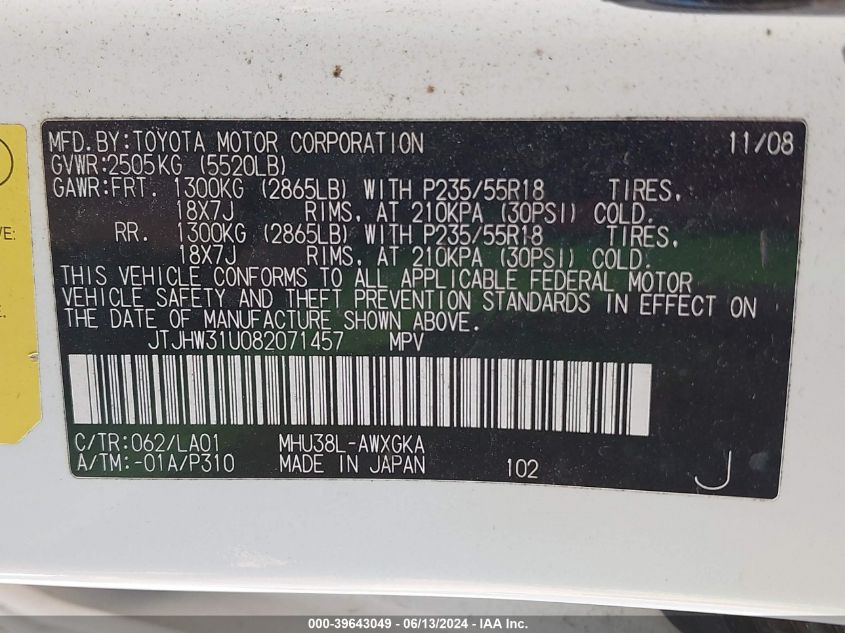 MFD.BY:TOYOTA MOTOR CORPORATION 11/08
GVWR:2505KG (5520LB)
GAWR:FRT. 1300KG (2865LB) WITH P235/55R18 TIRES,
18X7J RIMS, AT 210KPA (30PSI) COLD.
RR. 1300KG (2865LB) WITH P235/55R18 TIRES,
18X7J RIMS, AT 210KPA (30PSI) COLD.
THIS VEHICLE CONFORMS TO ALL APPLICABLE FEDERAL MOTOR
VEHICLE SAFETY AND THEFT PREVENTION STANDARDS IN EFFECT ON
THE DATE OF MANUFACTURE SHOWN ABOVE.
JTJHW31U082071457 MPV
C/TR:062/LA01 MHU38L-AWXGKA
A/TM:-01A/P310 MADE IN JAPAN 102 J
000-39643049 - 06/13/2024 - IAA Inc.